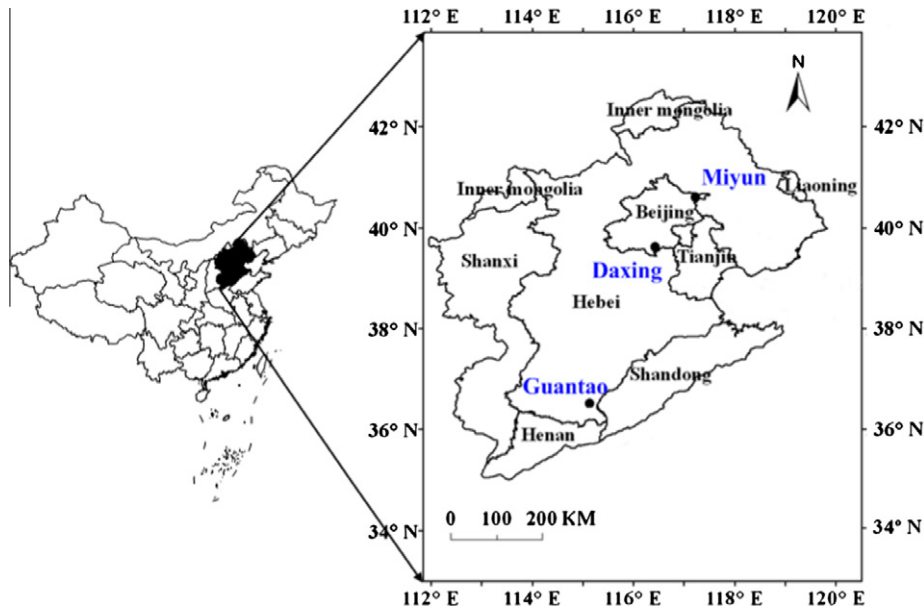 112° E 114° E 116° E 118° E 120° E
N
42° N 42° N
Inner mongolia
Inner mongolia
Miyun
Liaoning
Beijing
40° N 40° N
Shanxi
Daxing
Tianjin
Hebei
38° N 38° N
Guantao
Shandong
36° N 36° N
Henan
0 100 200 KM
34° N 34° N
112° E 114° E 116° E 118° E 120° E